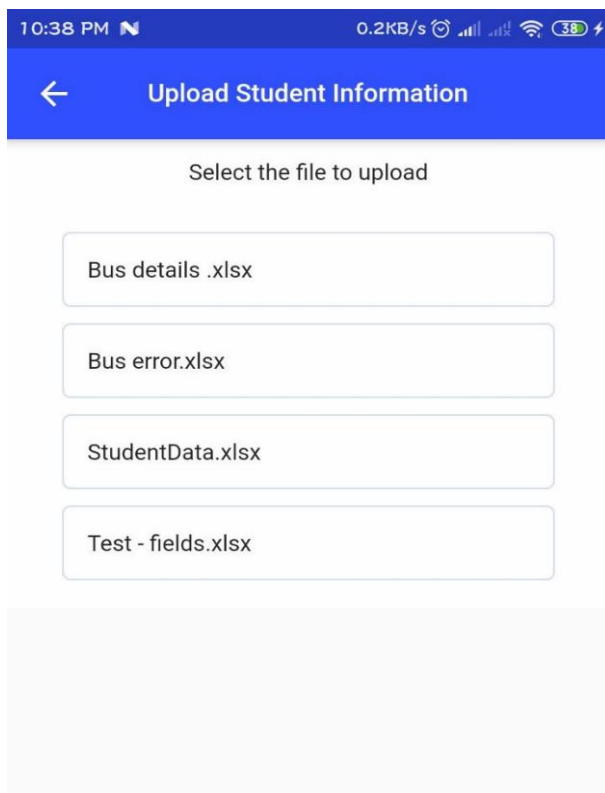 10:38 PM N 0.2KB/s 38
Upload Student Information
Select the file to upload
Bus details .xlsx
Bus error.xlsx
StudentData.xlsx
Test - fields.xlsx